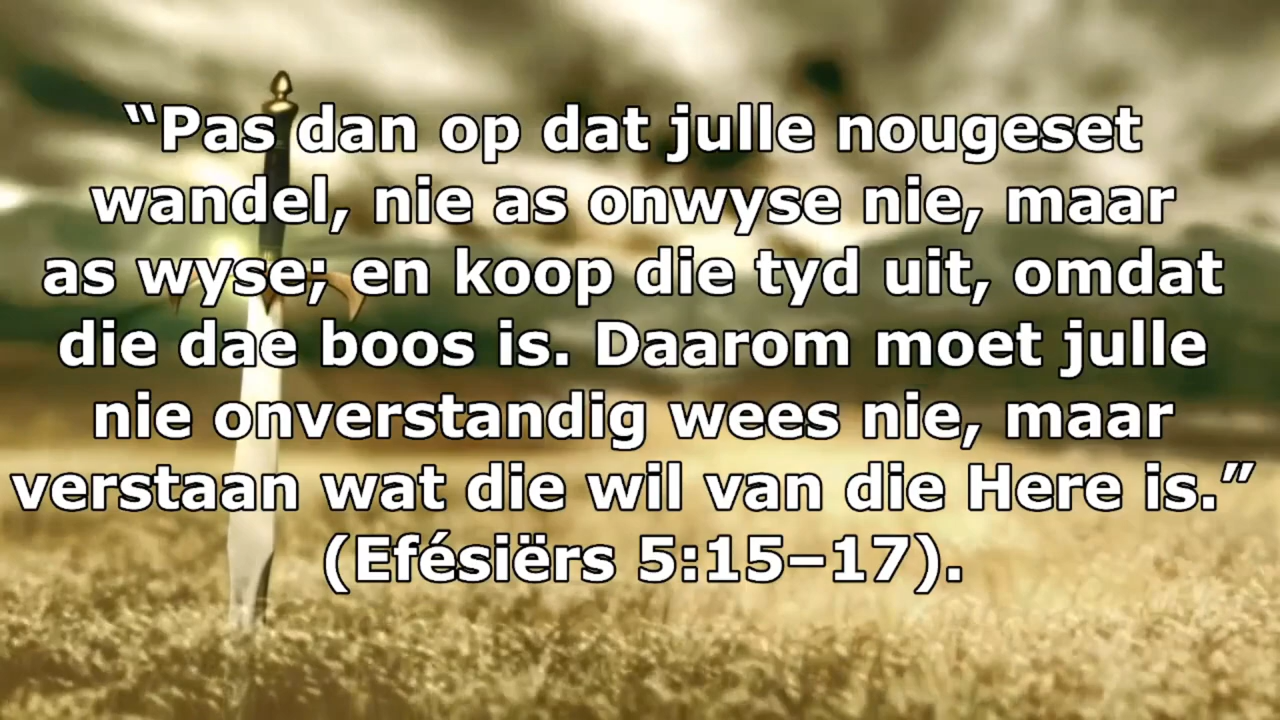 “Pas dan op dat julle nougeset
wandel, nie as onwyse nie, maar
as wyse; en koop die tyd uit, omdat
die dae boos is. Daarom moet julle
nie onverstandig wees nie, maar
verstaan wat die wil van die Here is.”
(Efésiërs 5:15–17).